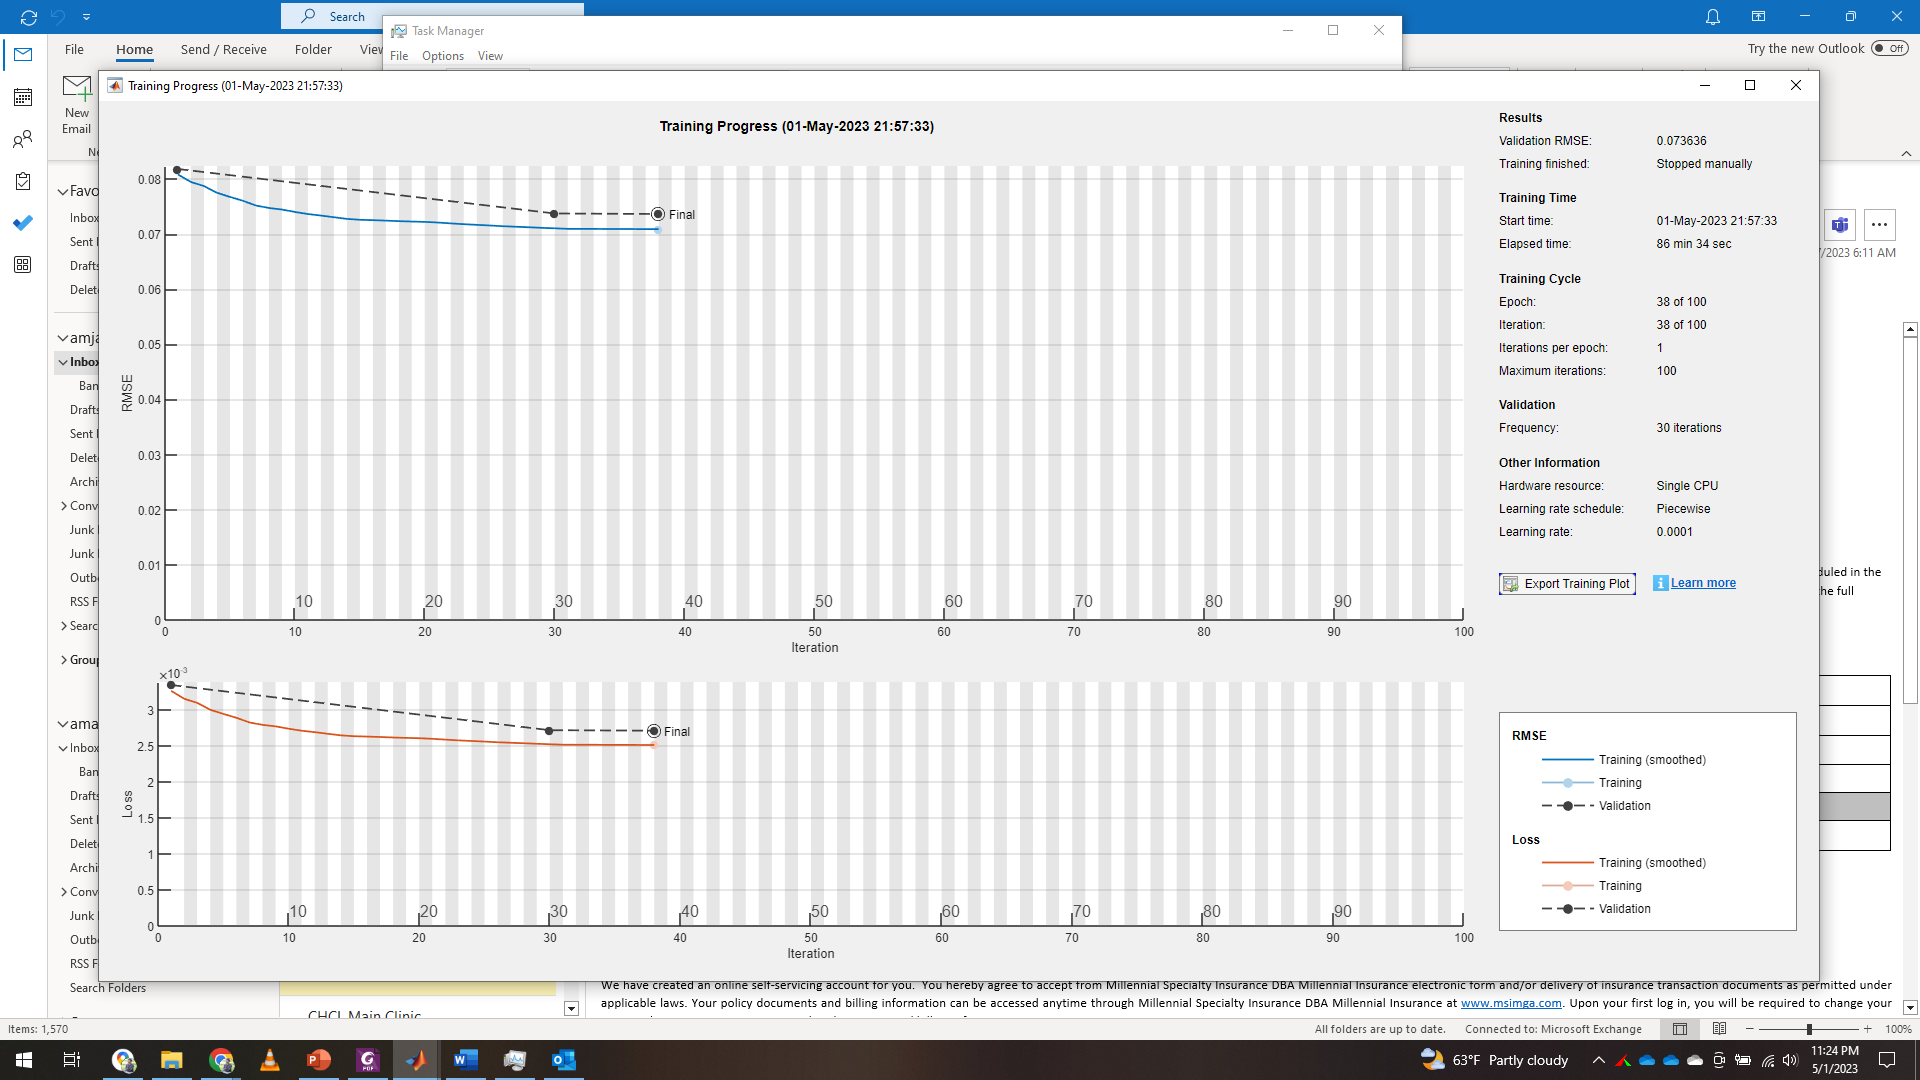 Search
Task Manager
File Options View
File Home Send / Receive Folder View
Try the new Outlook Off
New
Email
Training Progress (01-May-2023 21:57:33)
Training Progress (01-May-2023 21:57:33)
0.08
0.07
0.06
0.05
0.04
0.03
0.02
0.01
0
RMSE
Final
10 20 30 40 50 60 70 80 90
0 10 20 30 40 50 60 70 80 90 100
Iteration
×10-3
3
2.5
2
1.5
1
0.5
0
Loss
Final
10 20 30 40 50 60 70 80 90
0 10 20 30 40 50 60 70 80 90 100
Iteration
Results
Validation RMSE: 0.073636
Training finished: Stopped manually
Training Time
Start time: 01-May-2023 21:57:33
Elapsed time: 86 min 34 sec
Training Cycle
Epoch: 38 of 100
Iteration: 38 of 100
Iterations per epoch: 1
Maximum iterations: 100
Validation
Frequency: 30 iterations
Other Information
Hardware resource: Single CPU
Learning rate schedule: Piecewise
Learning rate: 0.0001
Export Training Plot Learn more
RMSE
Training (smoothed)
Training
Validation
Loss
Training (smoothed)
Training
Validation
Favo
Inbox
Sent
Drafts
Delet
amja
Inbox
Ban
Drafts
Sent
Delet
Archi
Conv
Junk
Junk
Outb
RSS F
Searc
Group
ama
Inbox
Ban
Drafts
Sent
Delet
Archi
Conv
Junk
Outb
RSS F
Search Folders
/2023 6:11 AM
duled in the
he full
CHCL Main Clinic
We have created an online self-servicing account for you. You hereby agree to accept from Millennial Specialty Insurance DBA Millennial Insurance electronic form and/or delivery of insurance transaction documents as permitted under
applicable laws. Your policy documents and billing information can be accessed anytime through Millennial Specialty Insurance DBA Millennial Insurance at www.msimga.com. Upon your first log in, you will be required to change your
Items: 1,570
All folders are up to date. Connected to: Microsoft Exchange 100%
63°F Partly cloudy
11:24 PM
5/1/2023